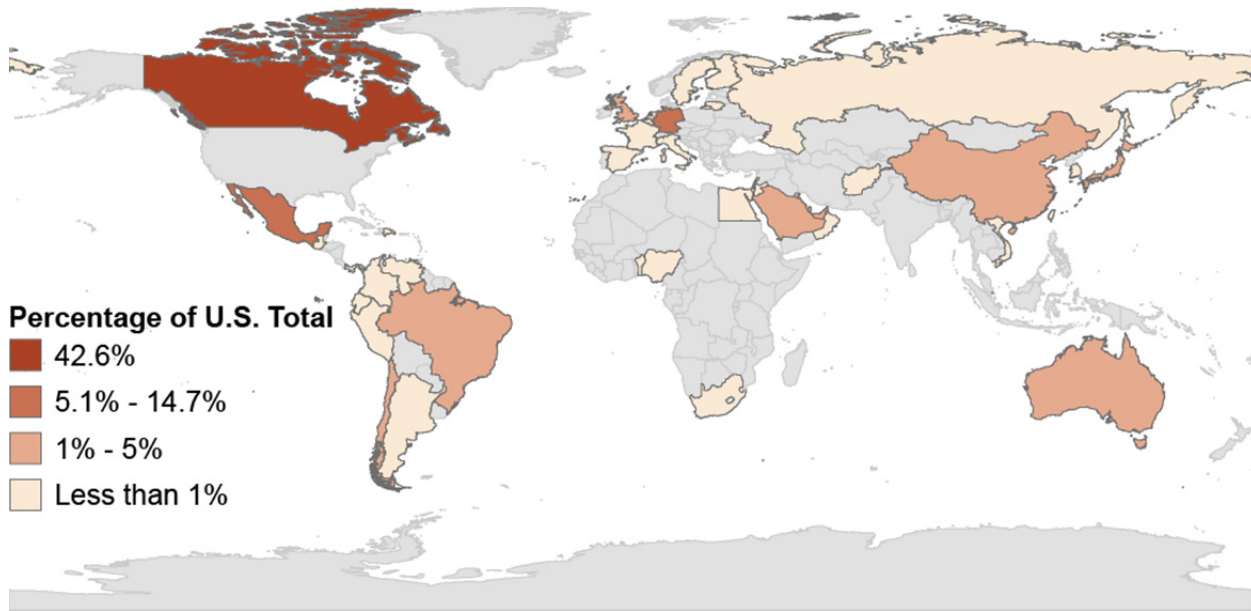 Percentage of U.S. Total
42.6%
5.1% - 14.7%
1% - 5%
Less than 1%